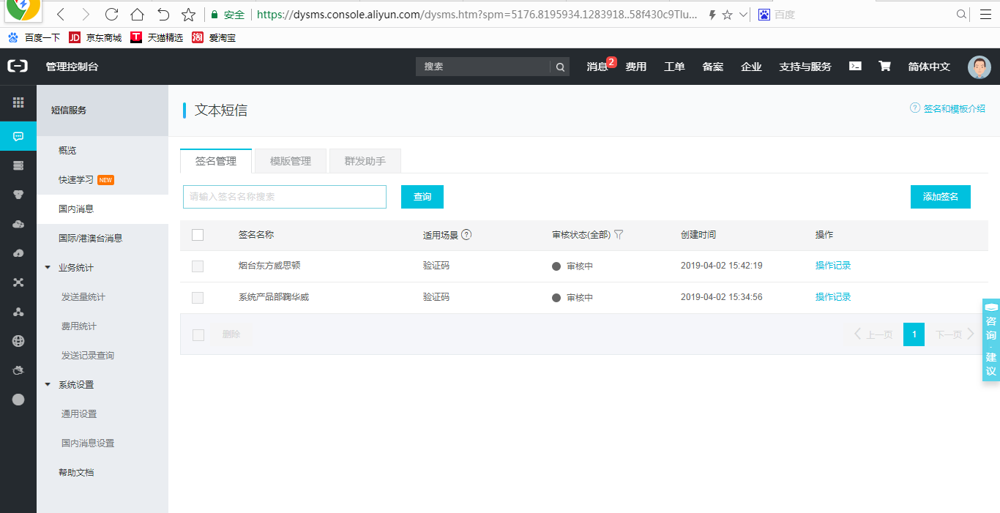 安全 https://dysms.console.aliyun.com/dysms.htm?spm=5176.8195934.1283918..58f430c9Tlu... 百度
百度一下 JD 京东商城 T 天猫精选 淘 爱淘宝
管理控制台 搜索 消息 2 费用 工单 备案 企业 支持与服务 简体中文
短信服务
概览
快速学习 NEW
国内消息
国际/港澳台消息
业务统计
发送量统计
费用统计
发送记录查询
系统设置
通用设置
国内消息设置
帮助文档
文本短信
? 签名和模板介绍
签名管理 模版管理 群发助手
请输入签名名称搜索 查询 添加签名
签名名称 适用场景 ? 审核状态(全部) 创建时间 操作
烟台东方威思顿 验证码 审核中 2019-04-02 15:42:19 操作记录
系统产品部鞠华威 验证码 审核中 2019-04-02 15:34:56 操作记录
删除 上一页 1 下一页
咨询·建议